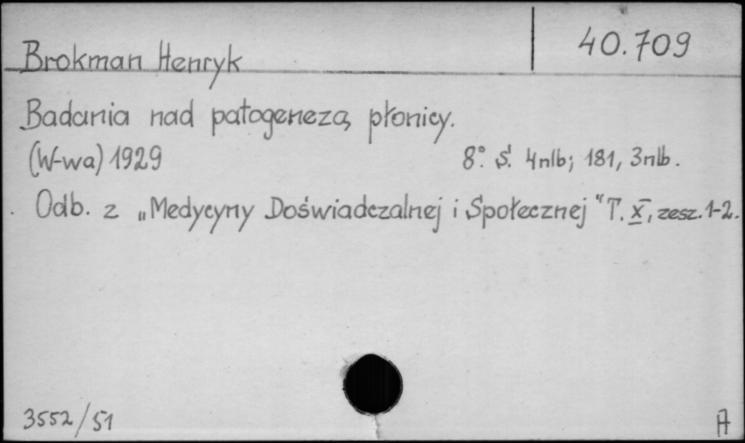 Brokman Henryk
40.709
Badania nad patogenezą płonicy.
(W-wa) 1929 8° S. 4nlb; 181, 3nlb.
Odb. z „Medycyny Doświadczalnej i Społecznej" T. X, zesz. 1-2.
3552/51
A